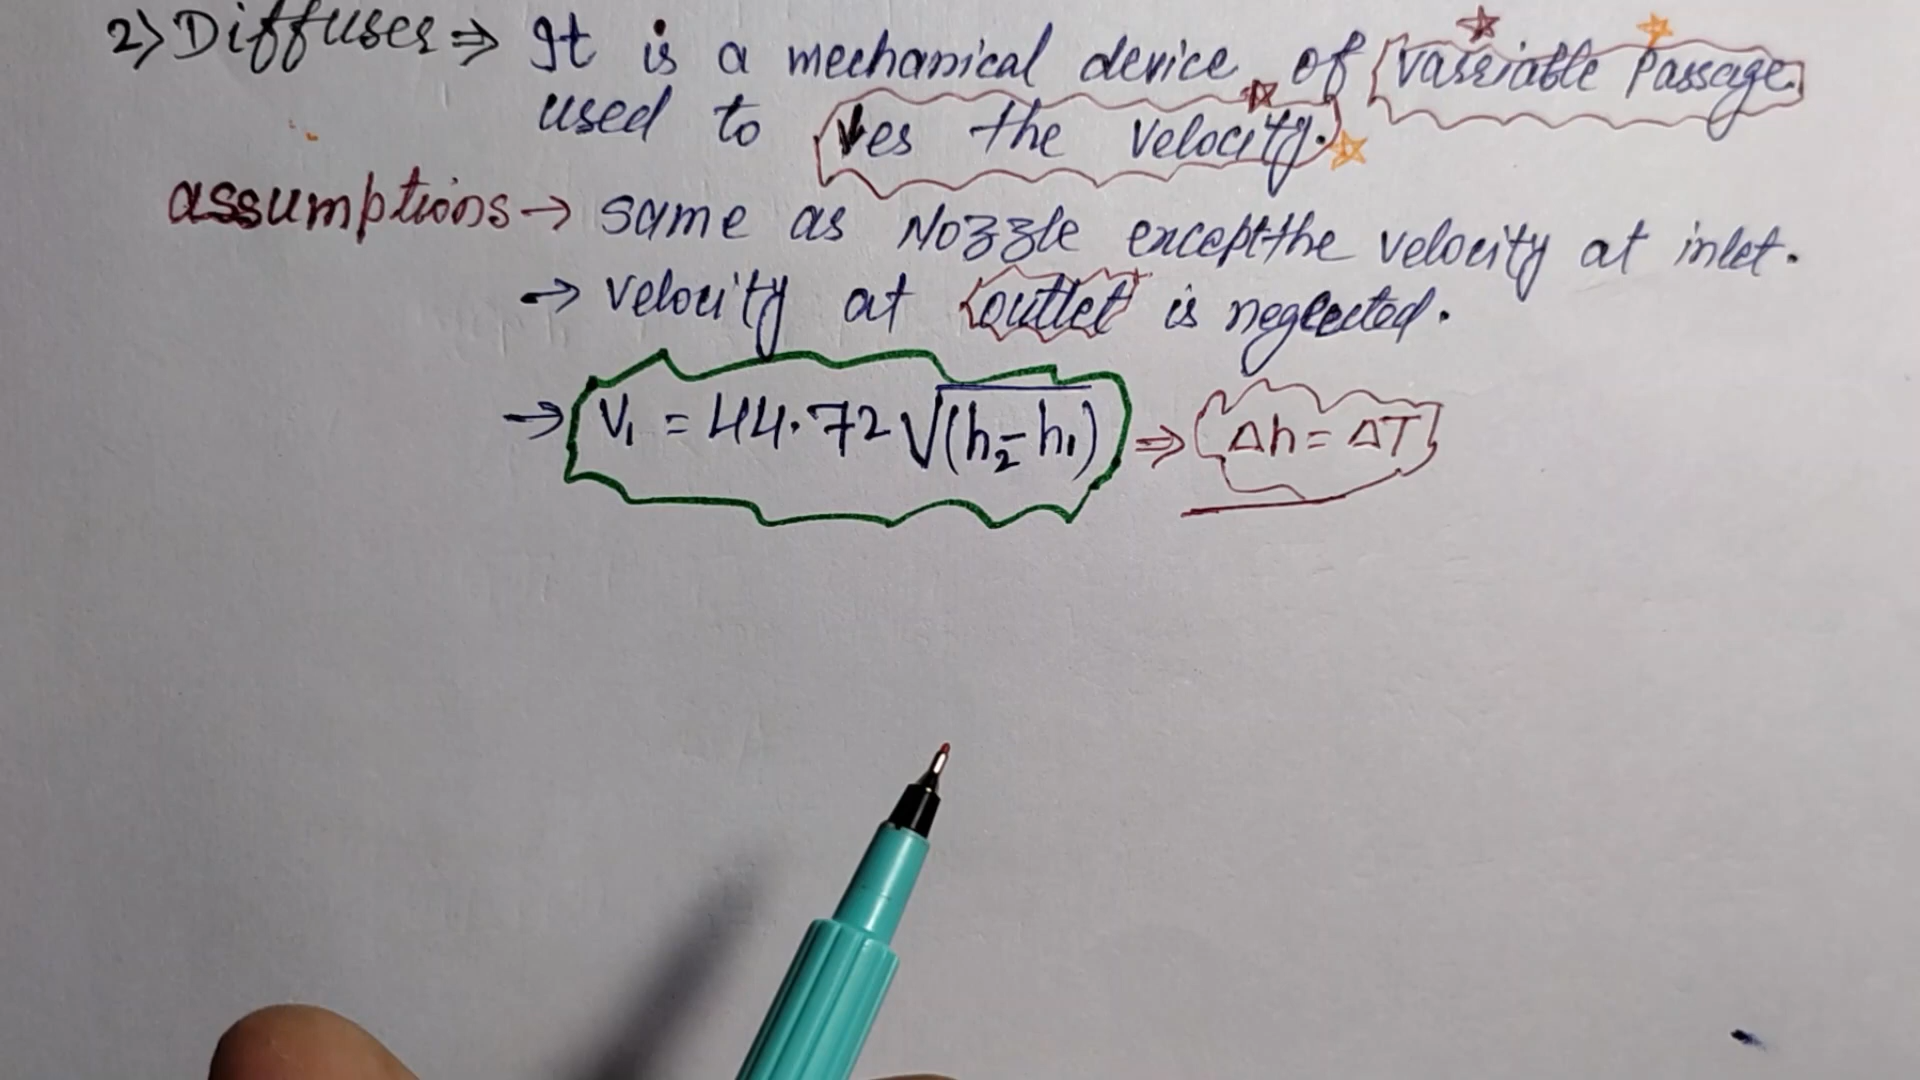 2) Diffuser ⇒ It is a mechanical device of variable Passage.
used to ↓es the velocity.
assumptions → same as Nozzle except the velocity at inlet.
→ velocity at outlet is neglected.
→ V₁ = 44.72 √(h₂-h₁) ⇒ Δh = ΔT